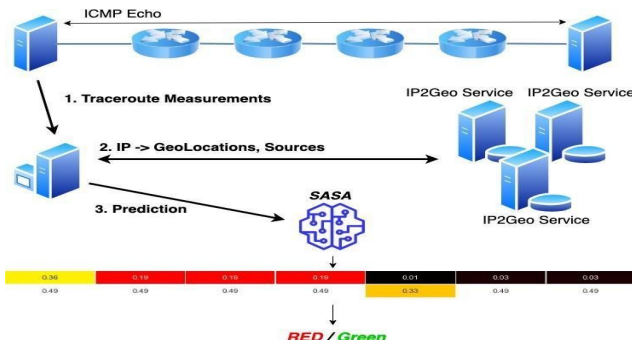 ICMP Echo
1. Traceroute Measurements
IP2Geo Service IP2Geo Service
2. IP -> GeoLocations, Sources
IP2Geo Service
3. Prediction
SASA
0.36 0.19 0.16 0.19 0.01 0.03 0.03
0.49 0.49 0.49 0.49 0.33 0.49 0.49
RED / Green